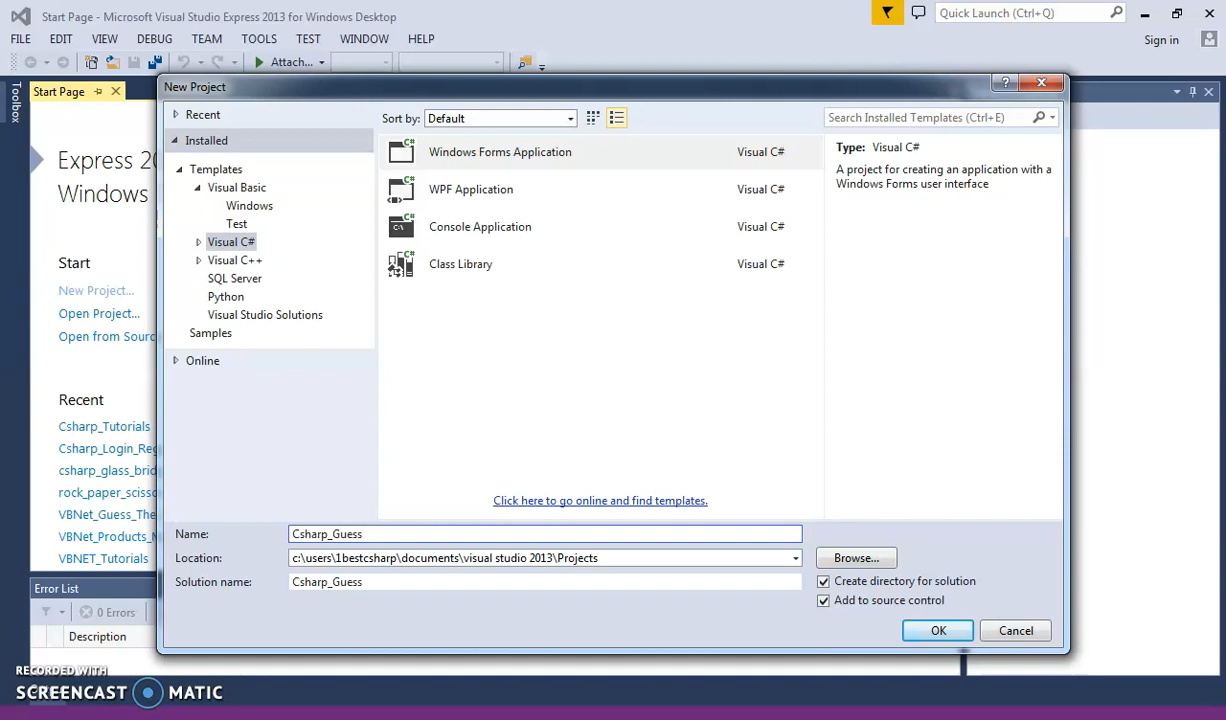 Start Page - Microsoft Visual Studio Express 2013 for Windows Desktop
Quick Launch (Ctrl+Q)
FILE EDIT VIEW DEBUG TEAM TOOLS TEST WINDOW HELP
Sign in
Attach...
Toolbox
Start Page
New Project
?
Recent
Sort by: Default
Search Installed Templates (Ctrl+E)
Installed
Templates
Visual Basic
Windows
Test
Visual C#
Visual C++
SQL Server
Python
Visual Studio Solutions
Samples
Online
C# Windows Forms Application Visual C#
C# WPF Application Visual C#
C# Console Application Visual C#
C# Class Library Visual C#
Type: Visual C#
A project for creating an application with a
Windows Forms user interface
Click here to go online and find templates.
Name: Csharp_Guess
Location: c:\users\1bestcsharp\documents\visual studio 2013\Projects
Browse...
Solution name: Csharp_Guess
Create directory for solution
Add to source control
OK Cancel
Express 20
Windows
Start
New Project...
Open Project...
Open from Sourc
Recent
Csharp_Tutorials
Csharp_Login_Reg
csharp_glass_brid
rock_paper_scisso
VBNet_Guess_The
VBNet_Products_M
VBNET_Tutorials
Error List
0 Errors
Description
RECORDED WITH
SCREENCAST MATIC